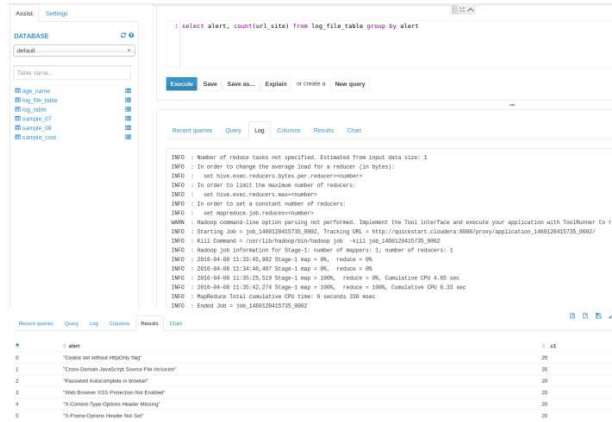 Assist Settings
DATABASE
default
Table name...
age_name
log_file_table
log_table
sample_07
sample_08
sample_cool
1 select alert, count(url_site) from log_file_table group by alert
Execute Save Save as... Explain or create a New query
Recent queries Query Log Columns Results Chart
INFO : Number of reduce tasks not specified. Estimated from input data size: 1
INFO : In order to change the average load for a reducer (in bytes):
INFO : set hive.exec.reducers.bytes.per.reducer=<number>
INFO : In order to limit the maximum number of reducers:
INFO : set hive.exec.reducers.max=<number>
INFO : In order to set a constant number of reducers:
INFO : set mapreduce.job.reduces=<number>
WARN : Hadoop command-line option parsing not performed. Implement the Tool interface and execute your application with ToolRunner to r
INFO : Starting Job = job_1460120415735_0002, Tracking URL = http://quickstart.cloudera:8088/proxy/application_1460120415735_0002/
INFO : Kill Command = /usr/lib/hadoop/bin/hadoop job -kill job_1460120415735_0002
INFO : Hadoop job information for Stage-1: number of mappers: 1; number of reducers: 1
INFO : 2016-04-08 11:33:45,902 Stage-1 map = 0%, reduce = 0%
INFO : 2016-04-08 11:34:46,487 Stage-1 map = 0%, reduce = 0%
INFO : 2016-04-08 11:35:25,519 Stage-1 map = 100%, reduce = 0%, Cumulative CPU 4.65 sec
INFO : 2016-04-08 11:35:42,274 Stage-1 map = 100%, reduce = 100%, Cumulative CPU 6.33 sec
INFO : MapReduce Total cumulative CPU time: 6 seconds 330 msec
INFO : Ended Job = job_1460120415735_0002
Recent queries Query Log Columns Results Chart
alert _c1
0 "Cookie set without HttpOnly flag" 20
1 "Cross-Domain JavaScript Source File Inclusion" 20
2 "Password Autocomplete in browser" 20
3 "Web Browser XSS Protection Not Enabled" 20
4 "X-Content-Type-Options Header Missing" 20
5 "X-Frame-Options Header Not Set" 20